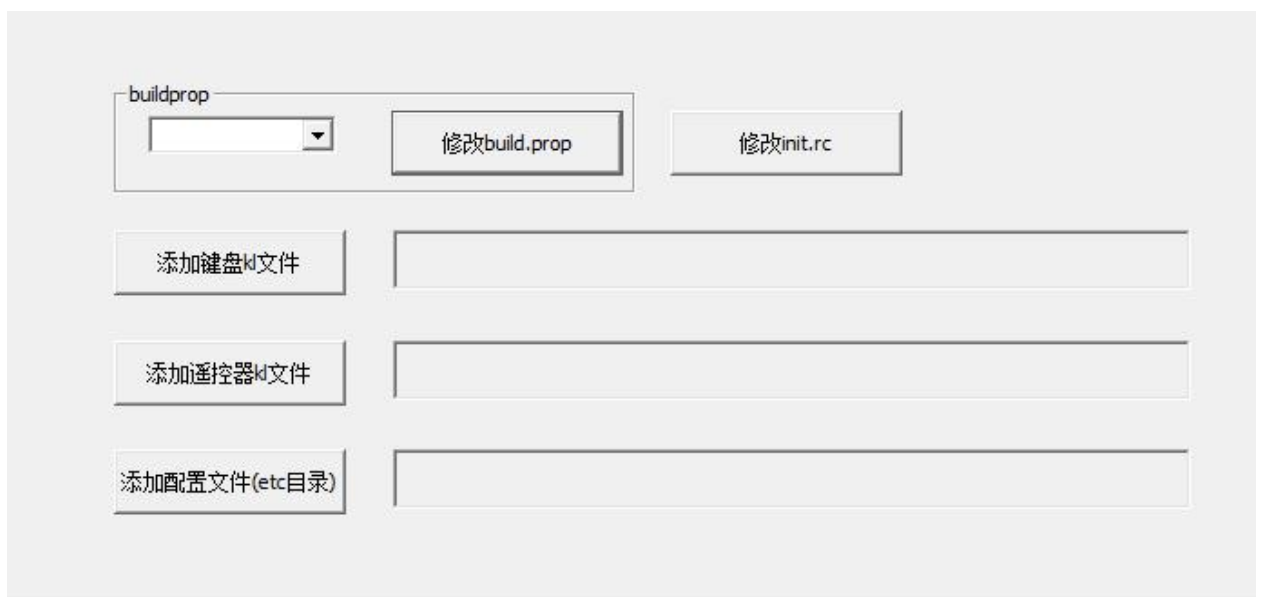 buildprop
修改build.prop
修改init.rc
添加键盘kl文件
添加遥控器kl文件
添加配置文件(etc目录)